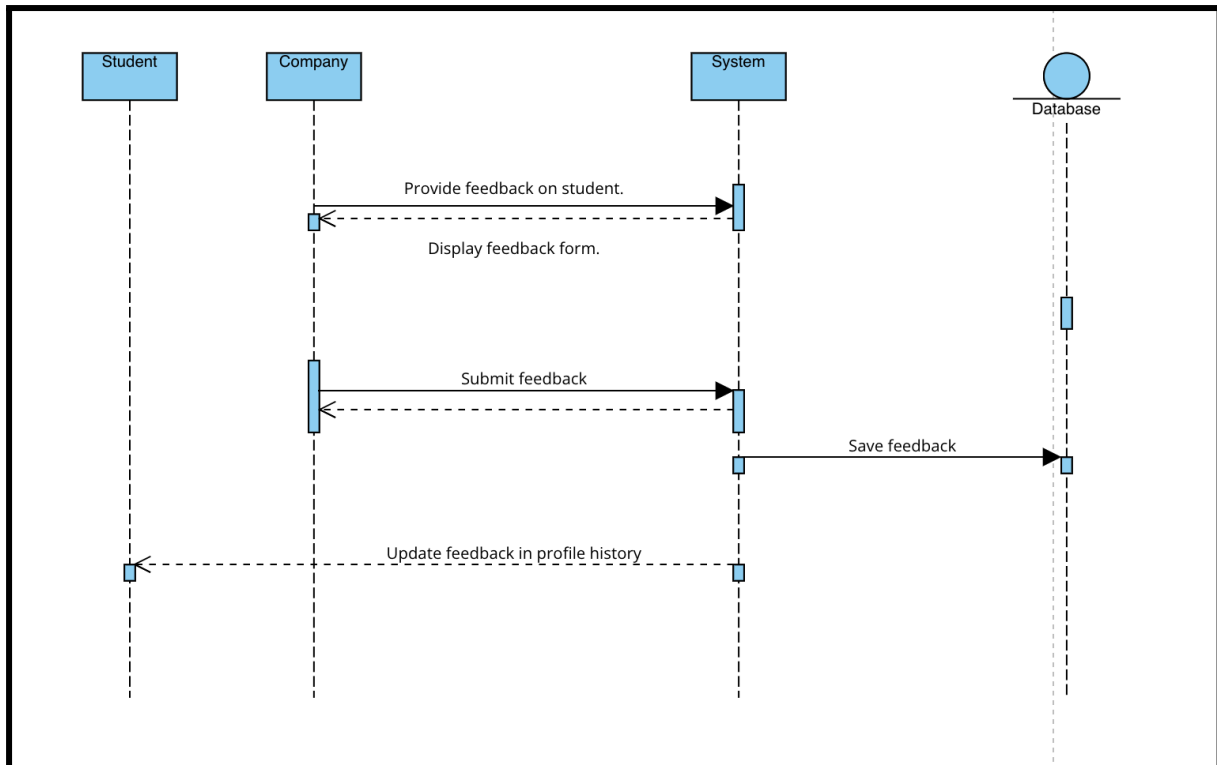 Student
Company
System
Database
Provide feedback on student.
Display feedback form.
Submit feedback
Save feedback
Update feedback in profile history